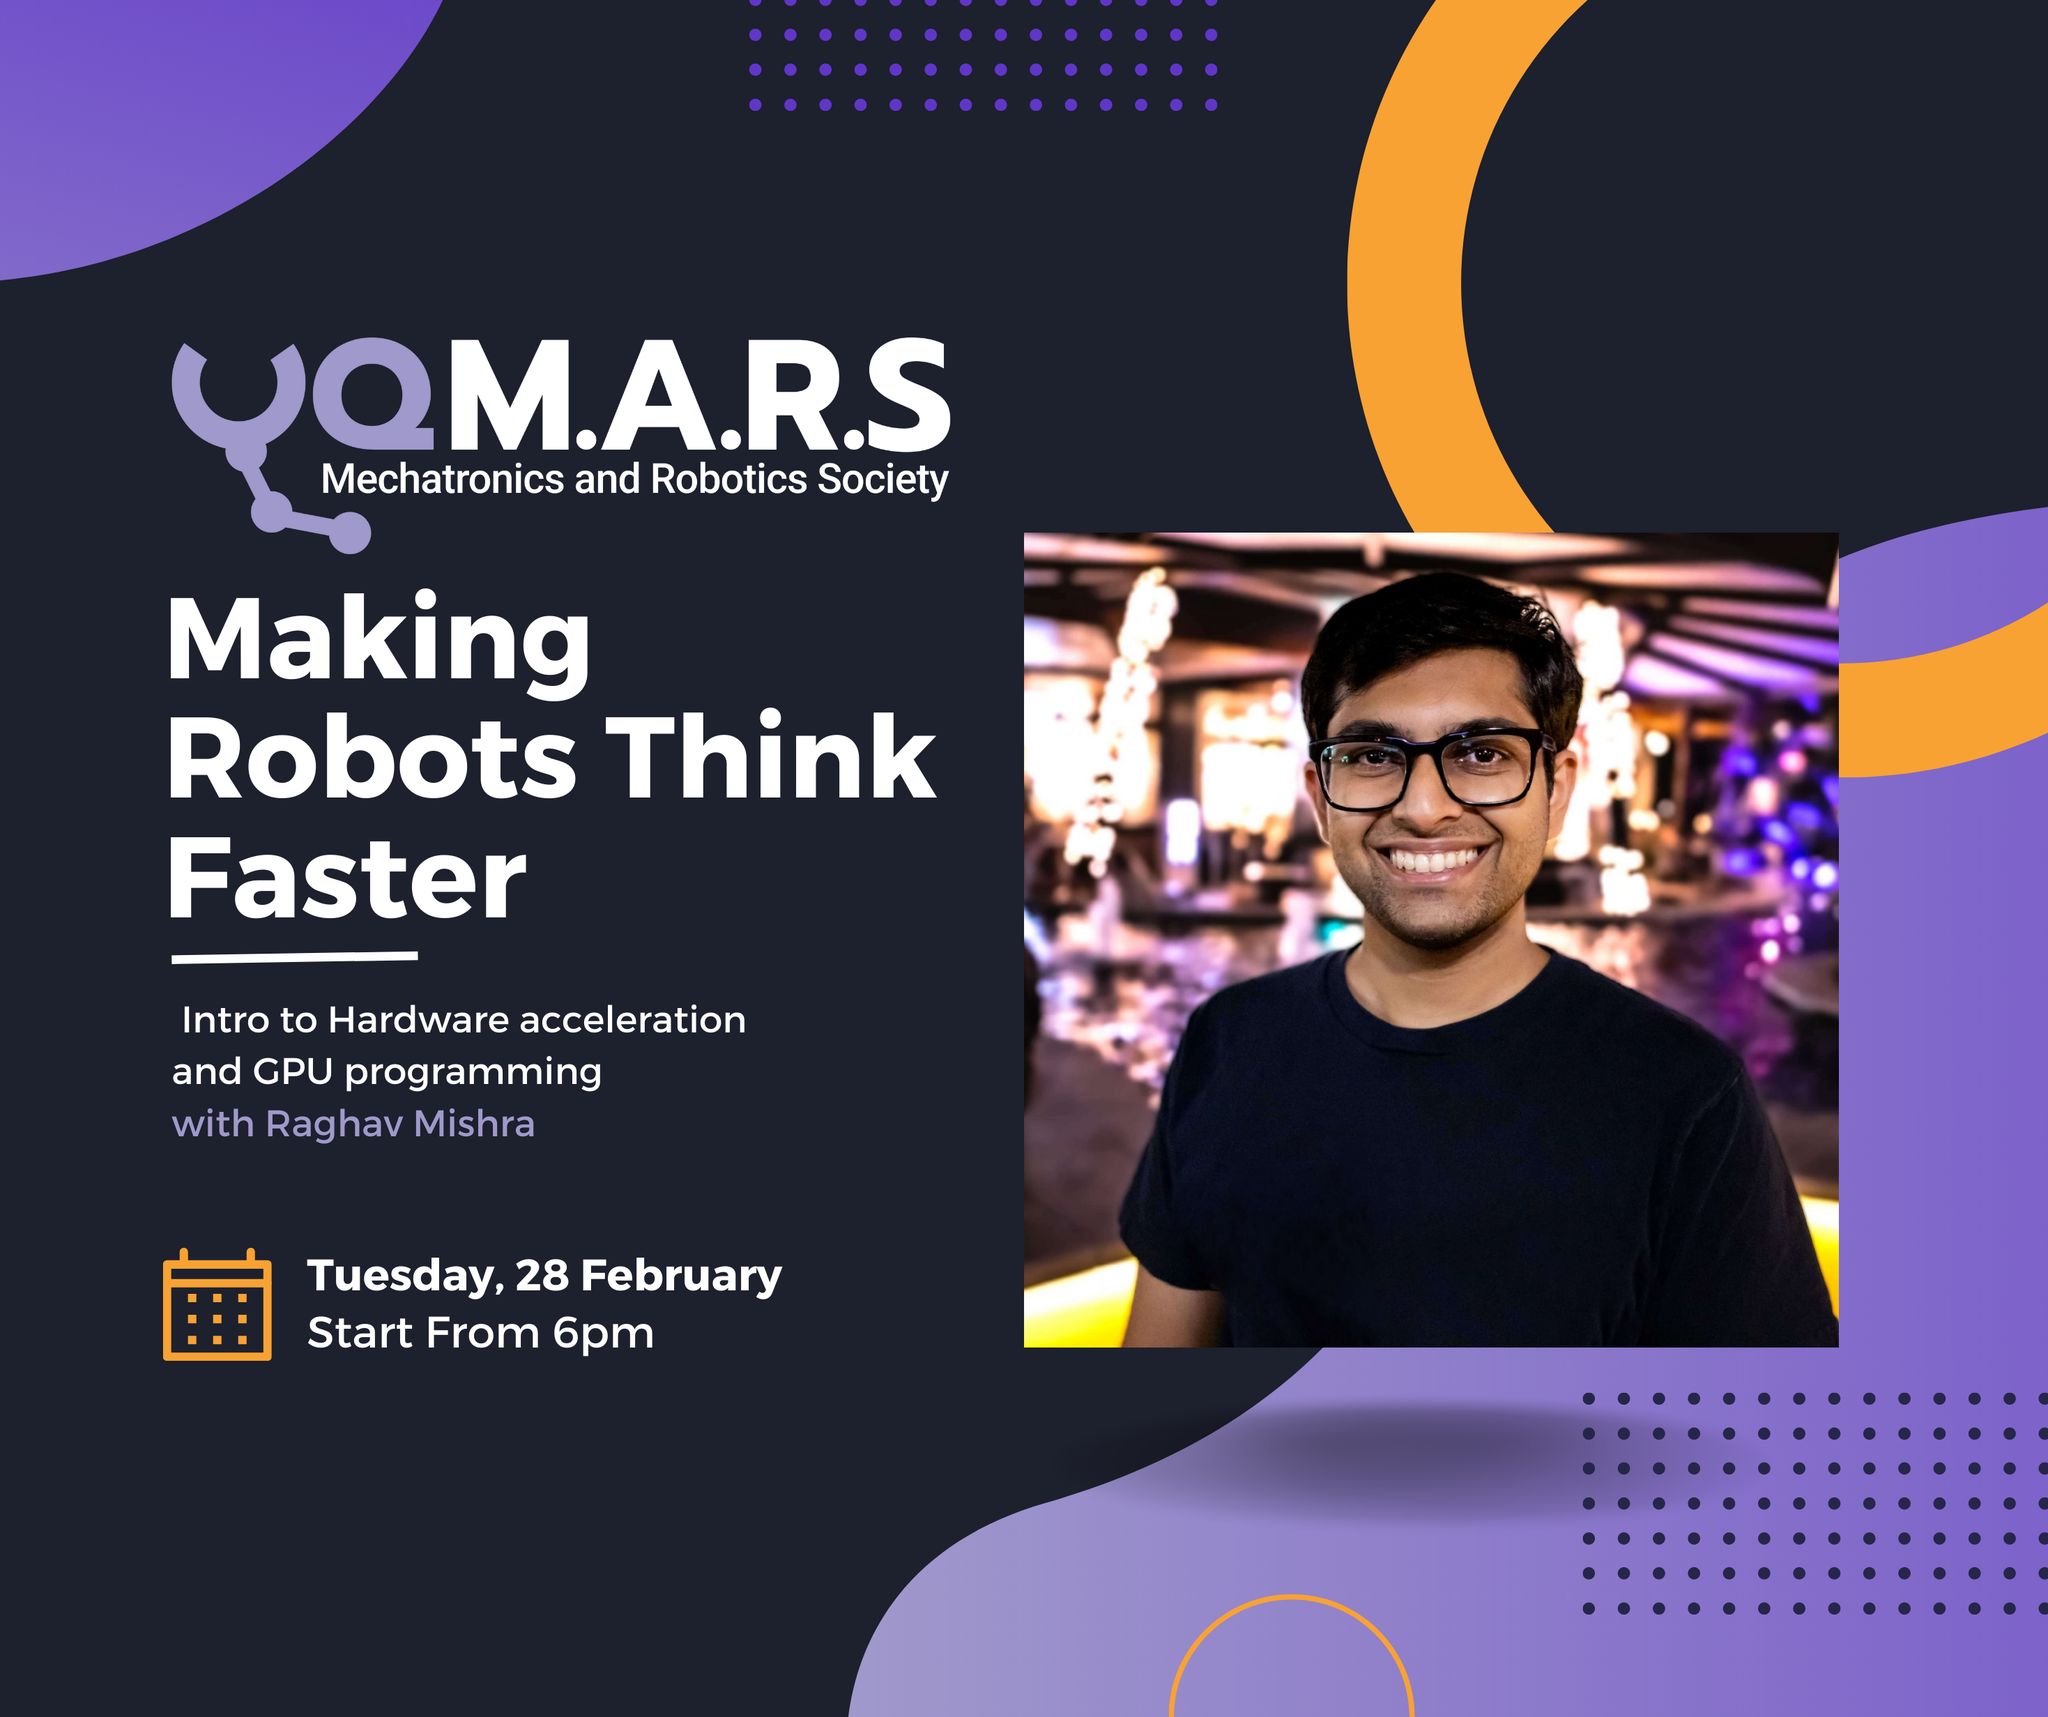 UQM.A.R.S
Mechatronics and Robotics Society
Making
Robots Think
Faster
Intro to Hardware acceleration
and GPU programming
with Raghav Mishra
Tuesday, 28 February
Start From 6pm